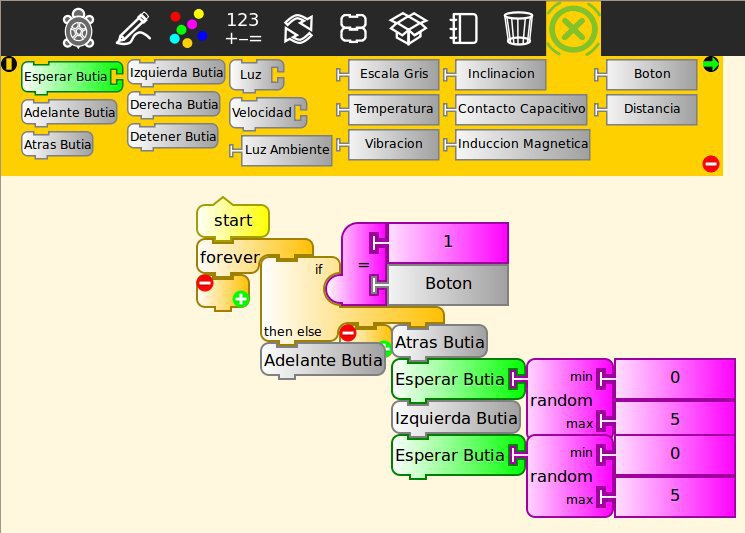 123
+−=
Esperar Butia
Izquierda Butia
Luz
Escala Gris
Inclinacion
Boton
Adelante Butia
Derecha Butia
Velocidad
Temperatura
Contacto Capacitivo
Distancia
Atras Butia
Detener Butia
Luz Ambiente
Vibracion
Induccion Magnetica
start
forever
if
=
1
Boton
then else
Adelante Butia
Atras Butia
Esperar Butia
random
min
0
max
5
Izquierda Butia
Esperar Butia
random
min
0
max
5